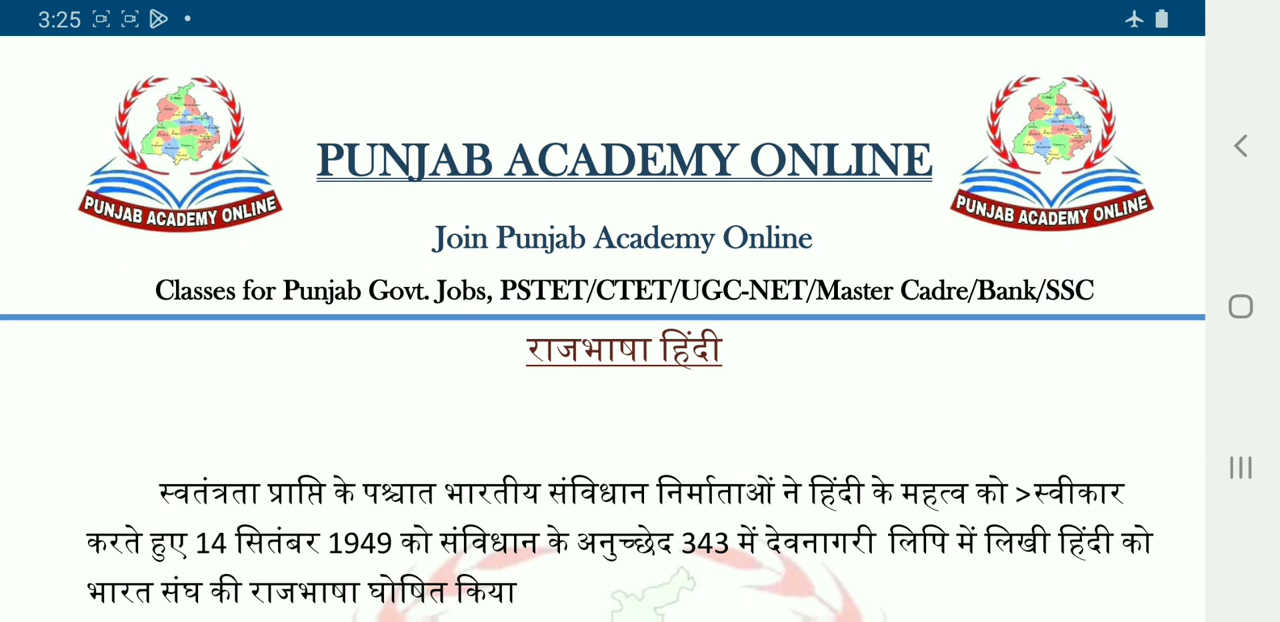 3:25
PUNJAB ACADEMY ONLINE
PUNJAB ACADEMY ONLINE
PUNJAB ACADEMY ONLINE
Join Punjab Academy Online
Classes for Punjab Govt. Jobs, PSTET/CTET/UGC-NET/Master Cadre/Bank/SSC
राजभाषा हिंदी
स्वतंत्रता प्राप्ति के पश्चात भारतीय संविधान निर्माताओं ने हिंदी के महत्व को >स्वीकार
करते हुए 14 सितंबर 1949 को संविधान के अनुच्छेद 343 में देवनागरी लिपि में लिखी हिंदी को
भारत संघ की राजभाषा घोषित किया